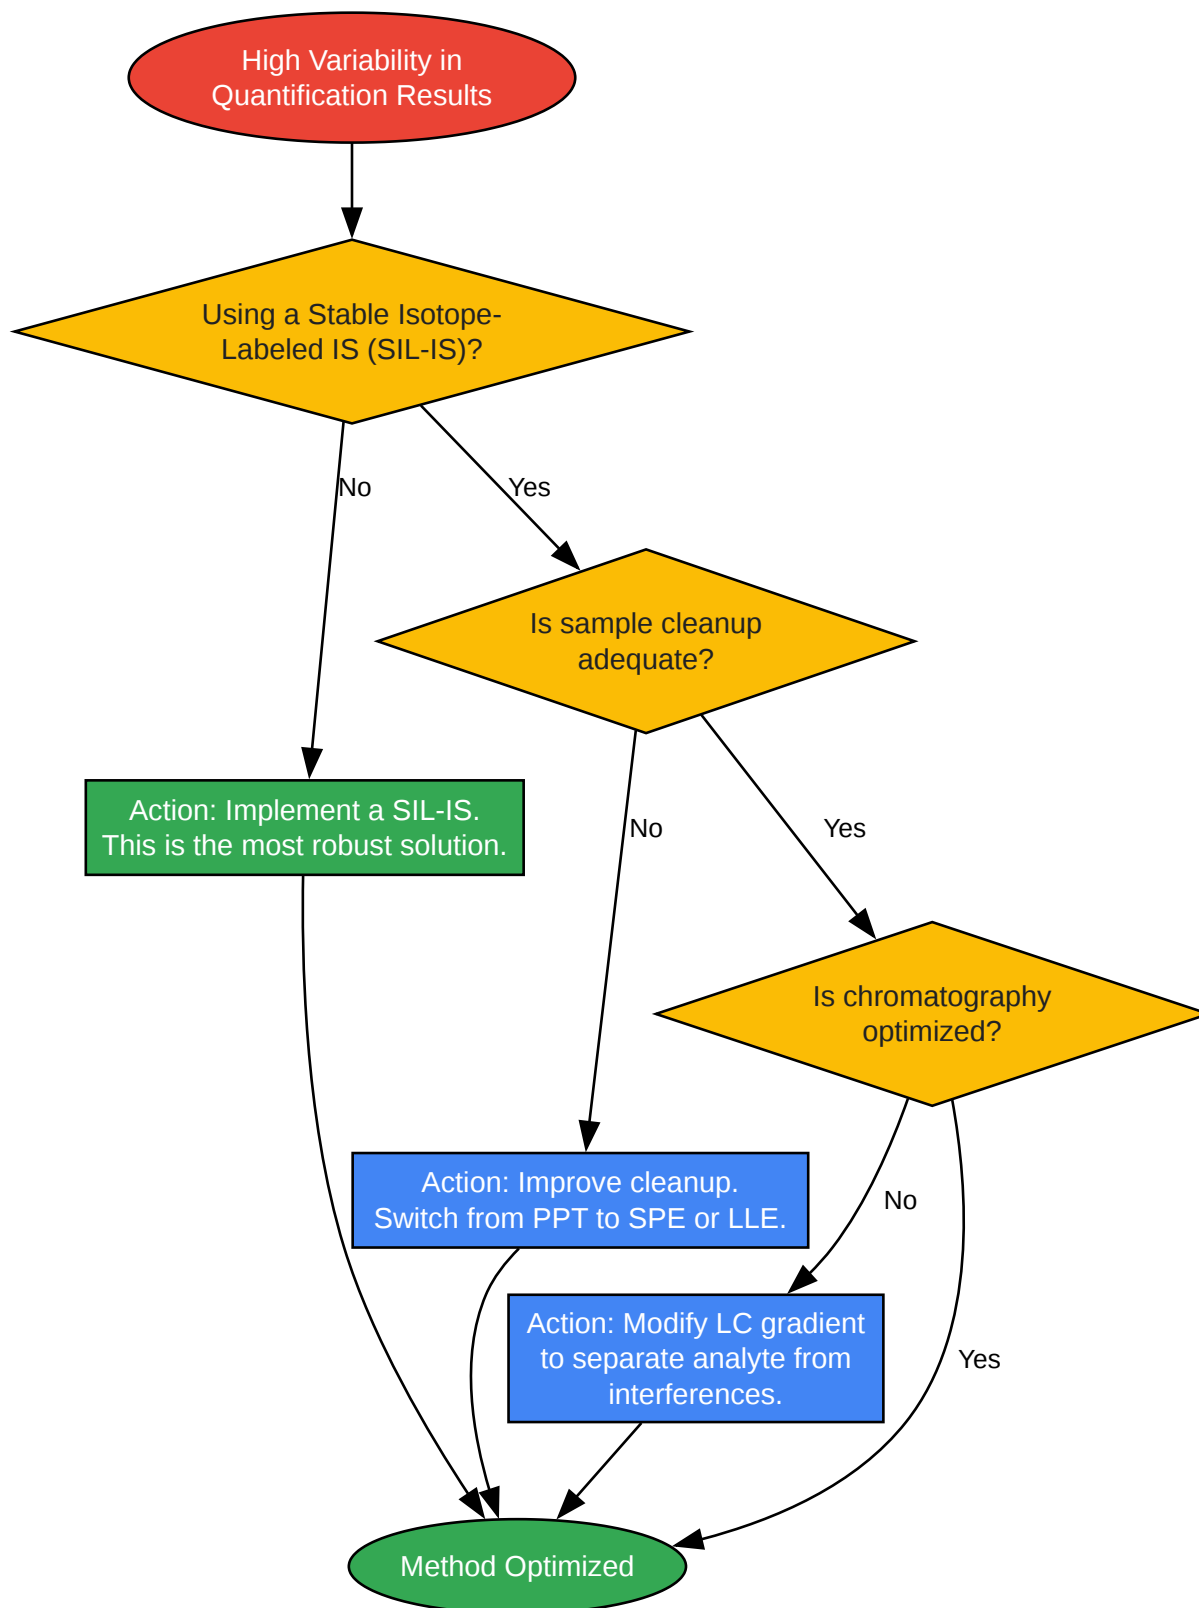 High Variability in
Quantification Results
Using a Stable Isotope-
Labeled IS (SIL-IS)?
No
Yes
Is sample cleanup
adequate?
Action: Implement a SIL-IS.
This is the most robust solution.
No
Yes
Is chromatography
optimized?
Action: Improve cleanup.
Switch from PPT to SPE or LLE.
No
Action: Modify LC gradient
to separate analyte from
interferences.
Yes
Method Optimized